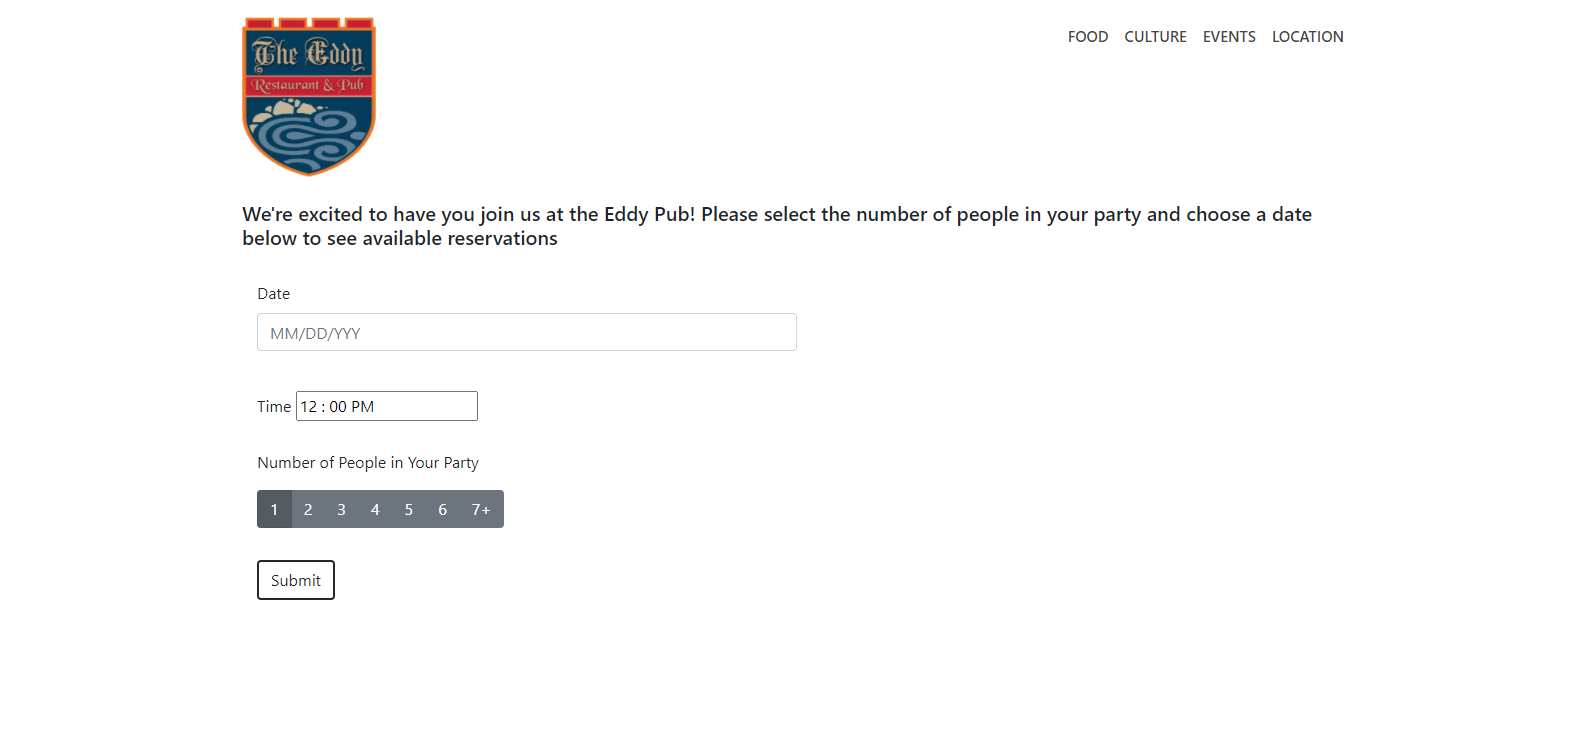 The Eddy
Restaurant & Pub
FOOD CULTURE EVENTS LOCATION
We're excited to have you join us at the Eddy Pub! Please select the number of people in your party and choose a date
below to see available reservations
Date
MM/DD/YYY
Time 12 : 00 PM
Number of People in Your Party
1 2 3 4 5 6 7+
Submit